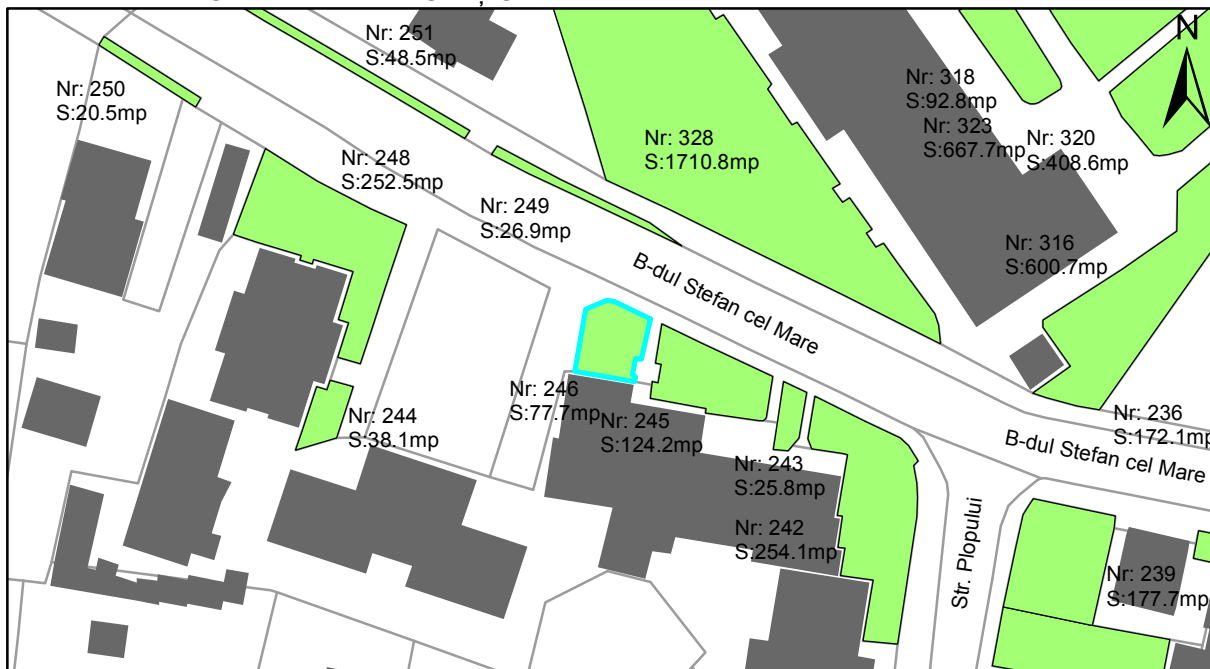 Nr: 251
S:48.5mp
N
Nr: 250
S:20.5mp
Nr: 318
S:92.8mp
Nr: 323
S:667.7mp
Nr: 320
S:408.6mp
Nr: 328
S:1710.8mp
Nr: 248
S:252.5mp
Nr: 249
S:26.9mp
Nr: 316
S:600.7mp
B-dul Stefan cel Mare
Nr: 246
S:77.7mp
Nr: 244
S:38.1mp
Nr: 245
S:124.2mp
Nr: 236
S:172.1mp
B-dul Stefan cel Mare
Nr: 243
S:25.8mp
Nr: 242
S:254.1mp
Str. Plopului
Nr: 239
S:177.7mp